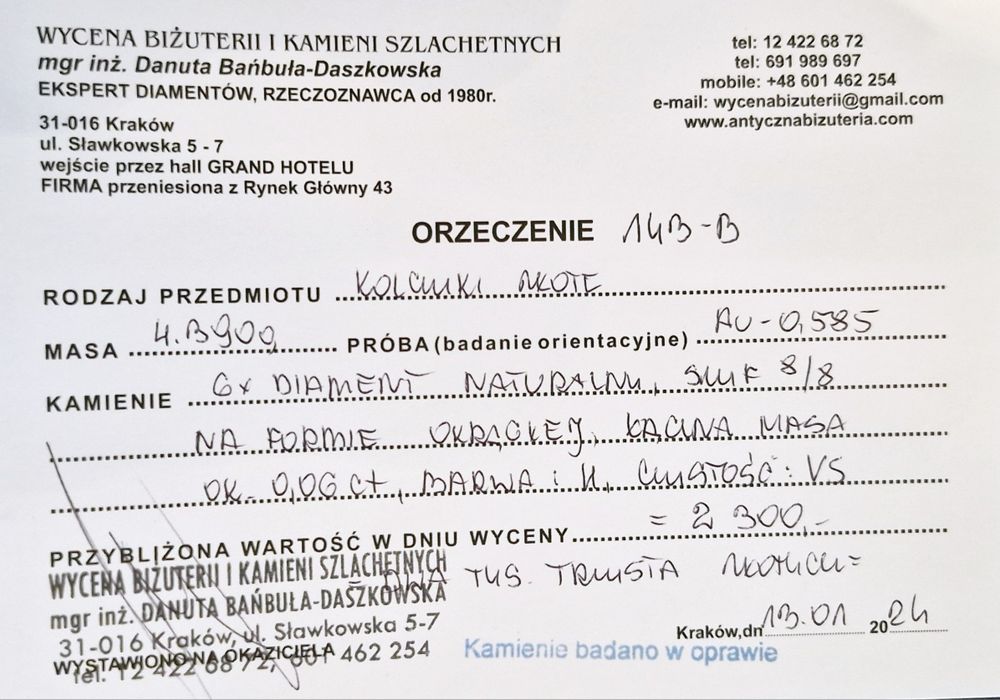 WYCENA BIŻUTERII I KAMIENI SZLACHETNYCH
mgr inż. Danuta Bańbuła-Daszkowska
EKSPERT DIAMENTÓW, RZECZOZNAWCA od 1980r.
31-016 Kraków
ul. Sławkowska 5 - 7
wejście przez hall GRAND HOTELU
FIRMA przeniesiona z Rynek Główny 43
tel: 12 422 68 72
tel: 691 989 697
mobile: +48 601 462 254
e-mail: wycenabizuterii@gmail.com
www.antycznabizuteria.com
ORZECZENIE 143-B
RODZAJ PRZEDMIOTU KOLCZYKI ZŁOTE
MASA 4.3900g PRÓBA (badanie orientacyjne) AU-0,585
KAMIENIE 6x DIAMENT NATURALNY, SZLIF 8/8
NA FORMIE OKRĄGŁEJ, ŁĄCZNA MASA
OK. 0,06 ct, BARWA: H, CZYSTOŚĆ: VS
PRZYBLIŻONA WARTOŚĆ W DNIU WYCENY = 2 300,-
DWA TYS. TRZYSTA ZŁOTYCH=
WYCENA BIŻUTERII I KAMIENI SZLACHETNYCH
mgr inż. DANUTA BAŃBUŁA-DASZKOWSKA
31-016 Kraków, ul. Sławkowska 5-7
tel. 12 422 68 72, 601 462 254
WYSTAWIONO NA OKAZICIELA
Kraków,dn 13.01 2024
Kamienie badano w oprawie